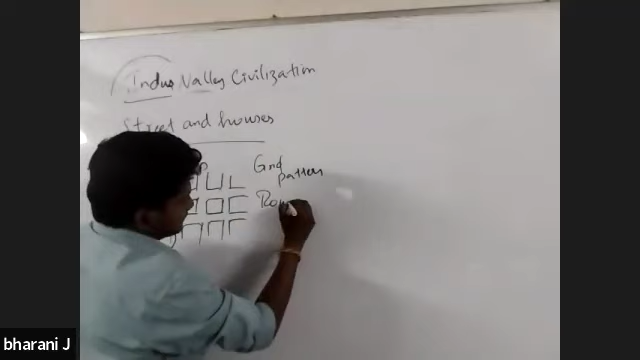 Indus Valley Civilization
Street and houses
Grid
pattern
bharani J